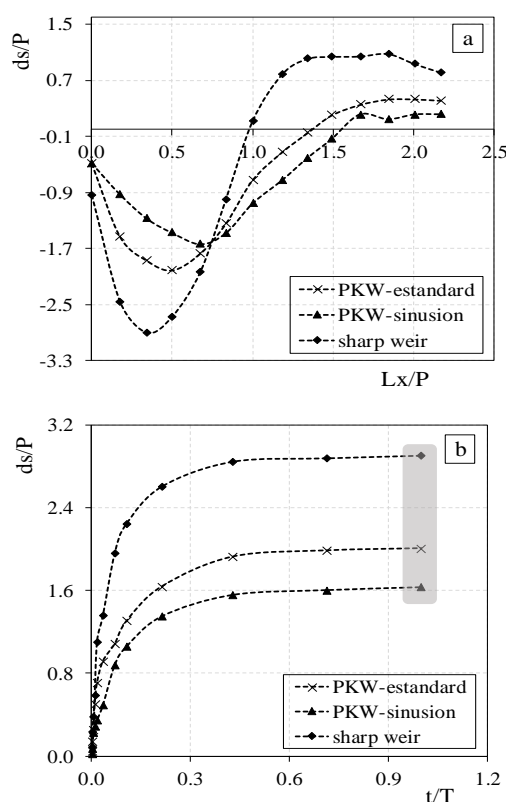 a
ds/P
1.5
0.7
-0.1
-0.9
-1.7
-2.5
-3.3
0.0 0.5 1.0 1.5 2.0 2.5
PKW-estandard
PKW-sinusion
sharp weir
Lx/P
b
ds/P
3.2
2.4
1.6
0.8
0.0
PKW-estandard
PKW-sinusion
sharp weir
0.0 0.3 0.6 0.9 1.2
t/T